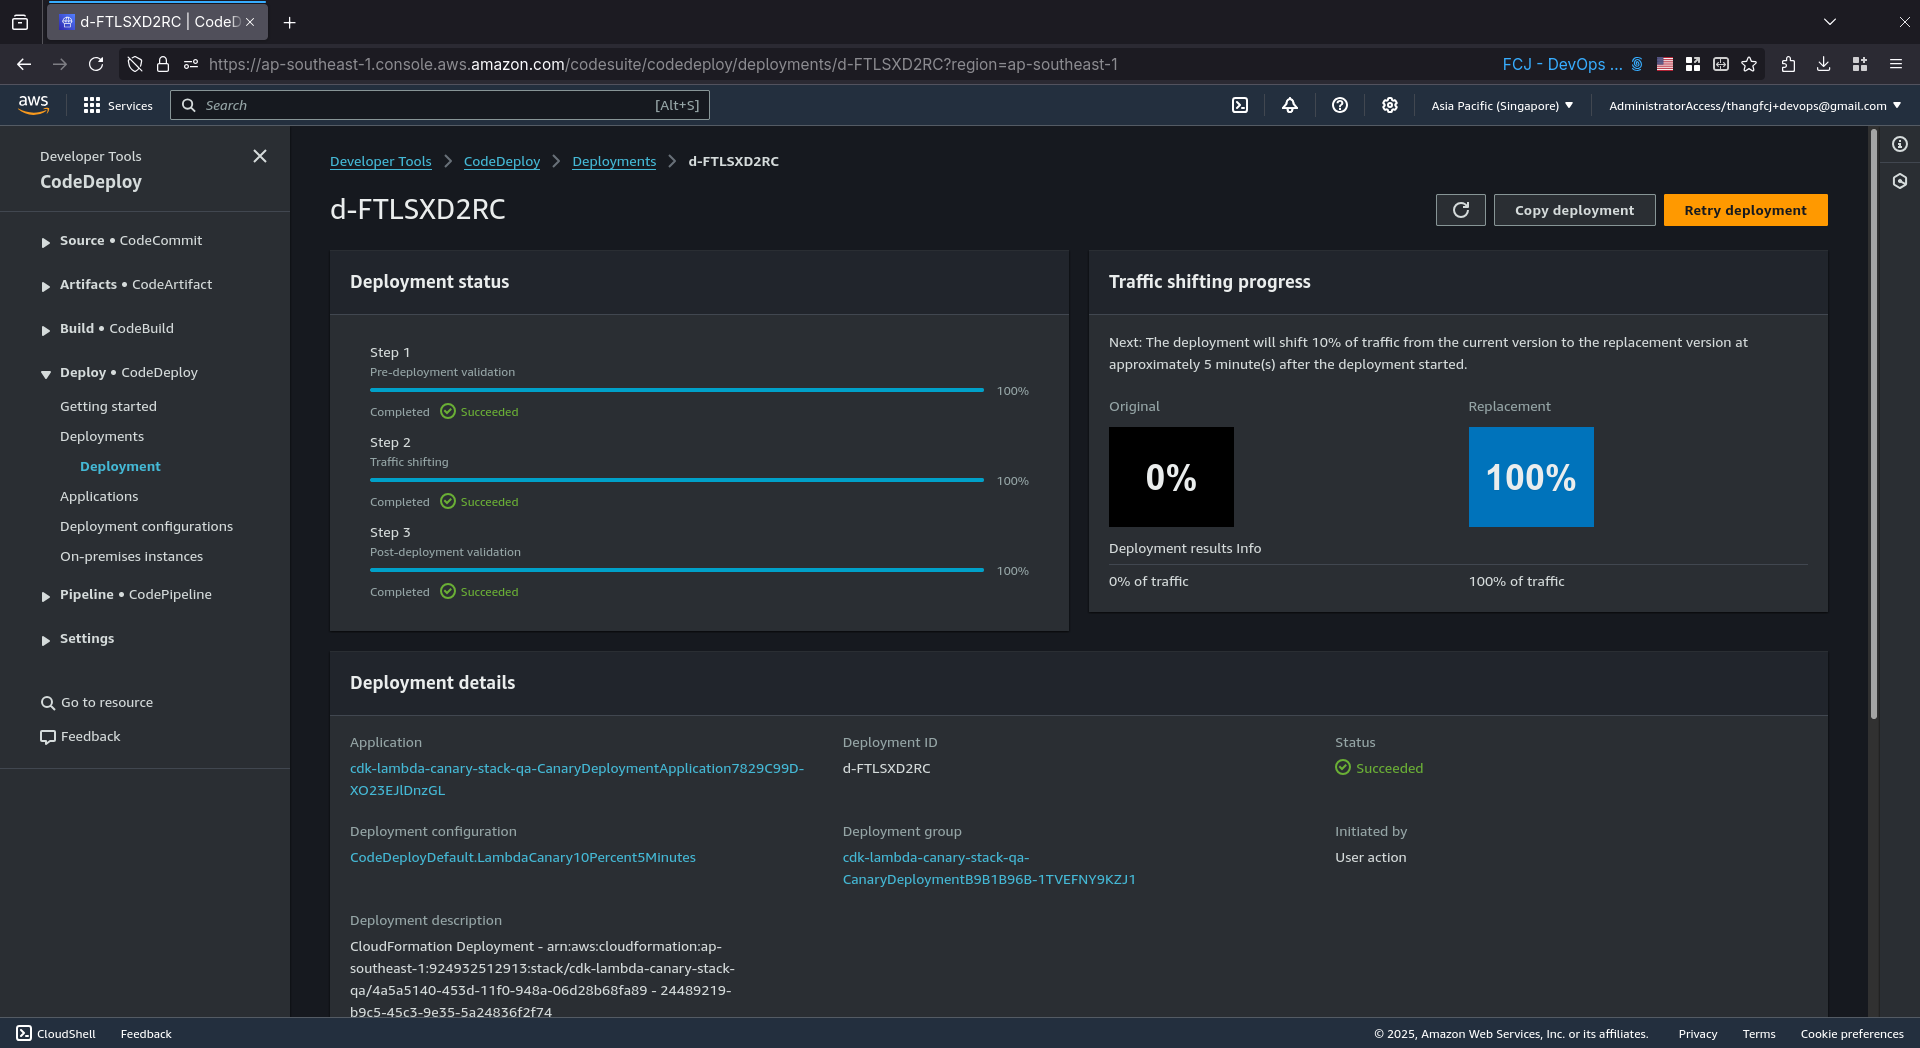 d-FTLSXD2RC | CodeD
https://ap-southeast-1.console.aws.amazon.com/codesuite/codedeploy/deployments/d-FTLSXD2RC?region=ap-southeast-1
FCJ - DevOps ...
aws
Services
Search
[Alt+S]
Asia Pacific (Singapore)
AdministratorAccess/thangfcj+devops@gmail.com
Developer Tools
CodeDeploy
Source • CodeCommit
Artifacts • CodeArtifact
Build • CodeBuild
Deploy • CodeDeploy
Getting started
Deployments
Deployment
Applications
Deployment configurations
On-premises instances
Pipeline • CodePipeline
Settings
Go to resource
Feedback
Developer Tools
CodeDeploy
Deployments
d-FTLSXD2RC
d-FTLSXD2RC
Copy deployment
Retry deployment
Deployment status
Step 1
Pre-deployment validation
100%
Completed
Succeeded
Step 2
Traffic shifting
100%
Completed
Succeeded
Step 3
Post-deployment validation
100%
Completed
Succeeded
Traffic shifting progress
Next: The deployment will shift 10% of traffic from the current version to the replacement version at
approximately 5 minute(s) after the deployment started.
Original
Replacement
0%
100%
Deployment results Info
0% of traffic
100% of traffic
Deployment details
Application
cdk-lambda-canary-stack-qa-CanaryDeploymentApplication7829C99D-
XO23EJlDnzGL
Deployment ID
d-FTLSXD2RC
Status
Succeeded
Deployment configuration
CodeDeployDefault.LambdaCanary10Percent5Minutes
Deployment group
cdk-lambda-canary-stack-qa-
CanaryDeploymentB9B1B96B-1TVEFNY9KZJ1
Initiated by
User action
Deployment description
CloudFormation Deployment - arn:aws:cloudformation:ap-
southeast-1:924932512913:stack/cdk-lambda-canary-stack-
qa/4a5a5140-453d-11f0-948a-06d28b68fa89 - 24489219-
b9c5-45c3-9e35-5a24836f2f74
CloudShell
Feedback
© 2025, Amazon Web Services, Inc. or its affiliates.
Privacy
Terms
Cookie preferences